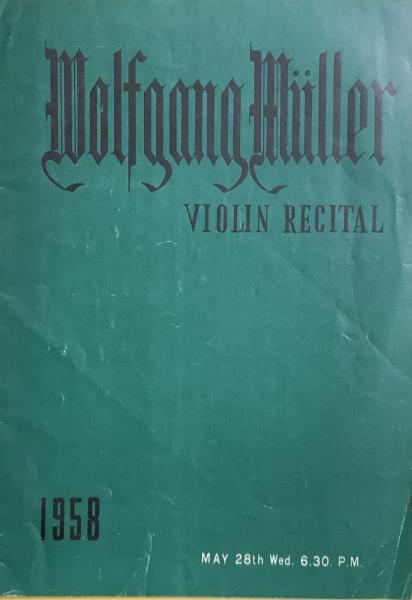 Wolfgang Müller
VIOLIN RECITAL
1958
MAY 28th Wed. 6.30. P.M.